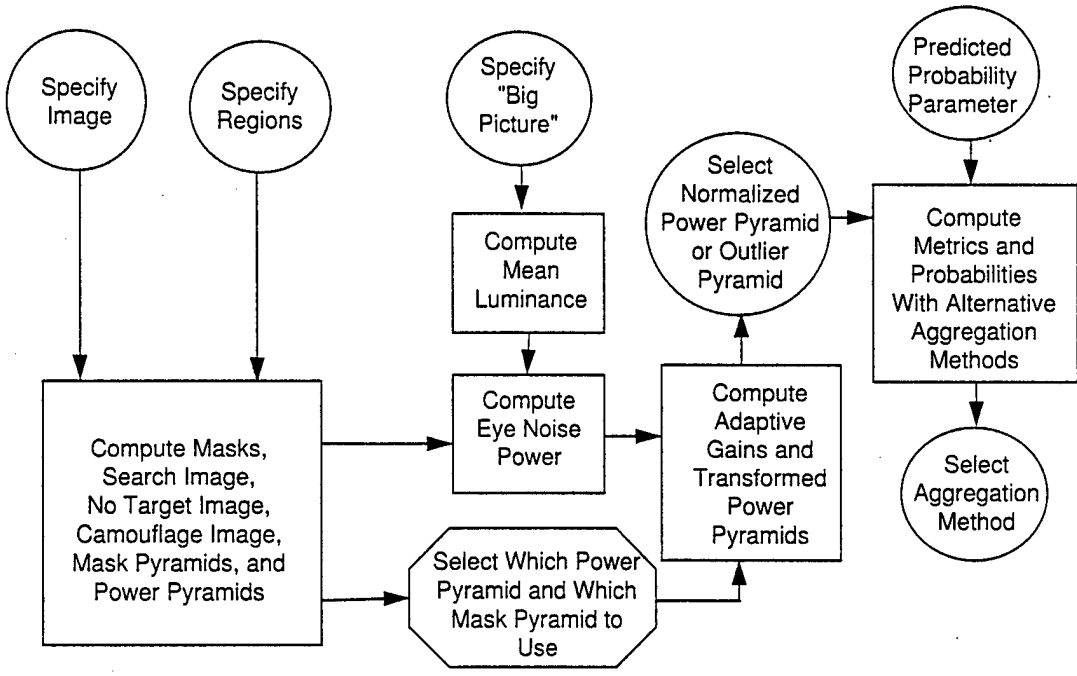 Specify
Image
Specify
Regions
Specify
"Big
Picture"
Predicted
Probability
Parameter
Select
Normalized
Power Pyramid
or Outlier
Pyramid
Compute
Metrics and
Probabilities
With Alternative
Aggregation
Methods
Compute
Mean
Luminance
Compute
Eye Noise
Power
Compute
Adaptive
Gains and
Transformed
Power
Pyramids
Select
Aggregation
Method
Compute Masks,
Search Image,
No Target Image,
Camouflage Image,
Mask Pyramids, and
Power Pyramids
Select Which Power
Pyramid and Which
Mask Pyramid to
Use